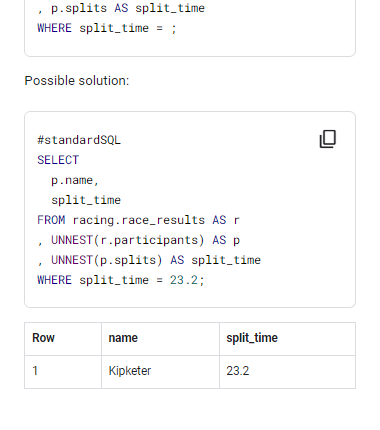 , p.splits AS split_time
WHERE split_time = ;
Possible solution:
#standardSQL
SELECT
p.name,
split_time
FROM racing.race_results AS r
, UNNEST(r.participants) AS p
, UNNEST(p.splits) AS split_time
WHERE split_time = 23.2;
Row name split_time
1 Kipketer 23.2